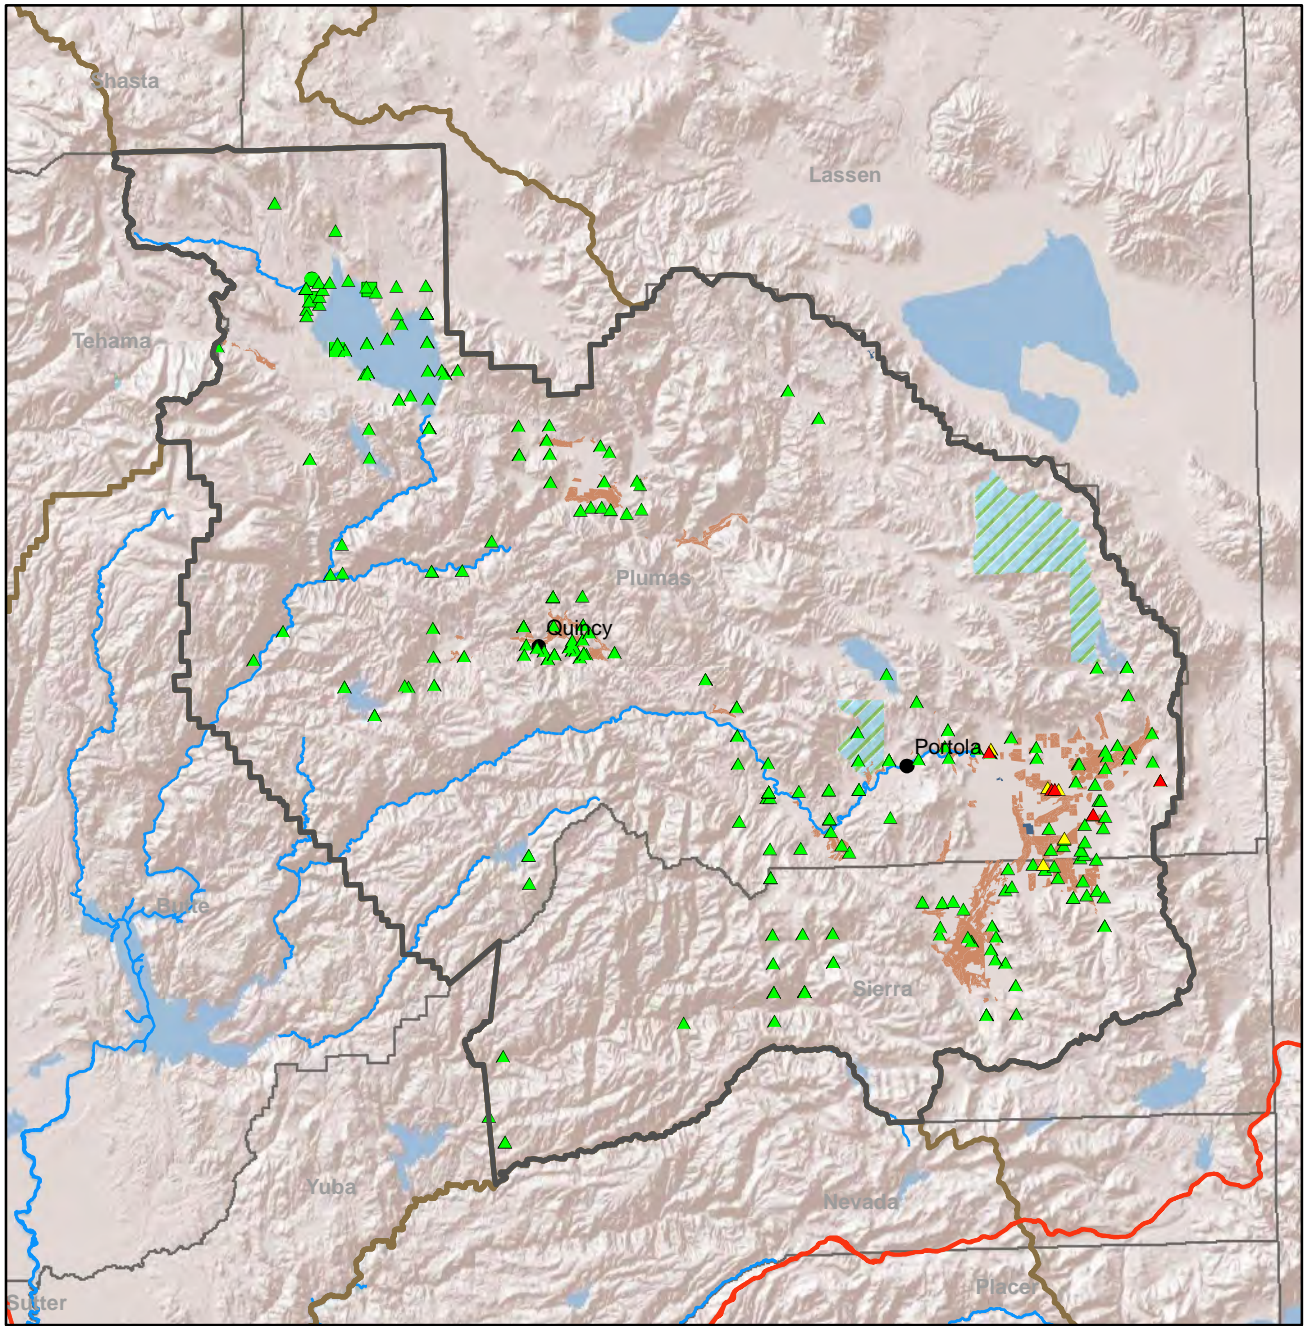 Shasta
Lassen
Tehama
Plumas
Quincy
Portola
Butte
Sierra
Yuba
Nevada
Placer
Sutter